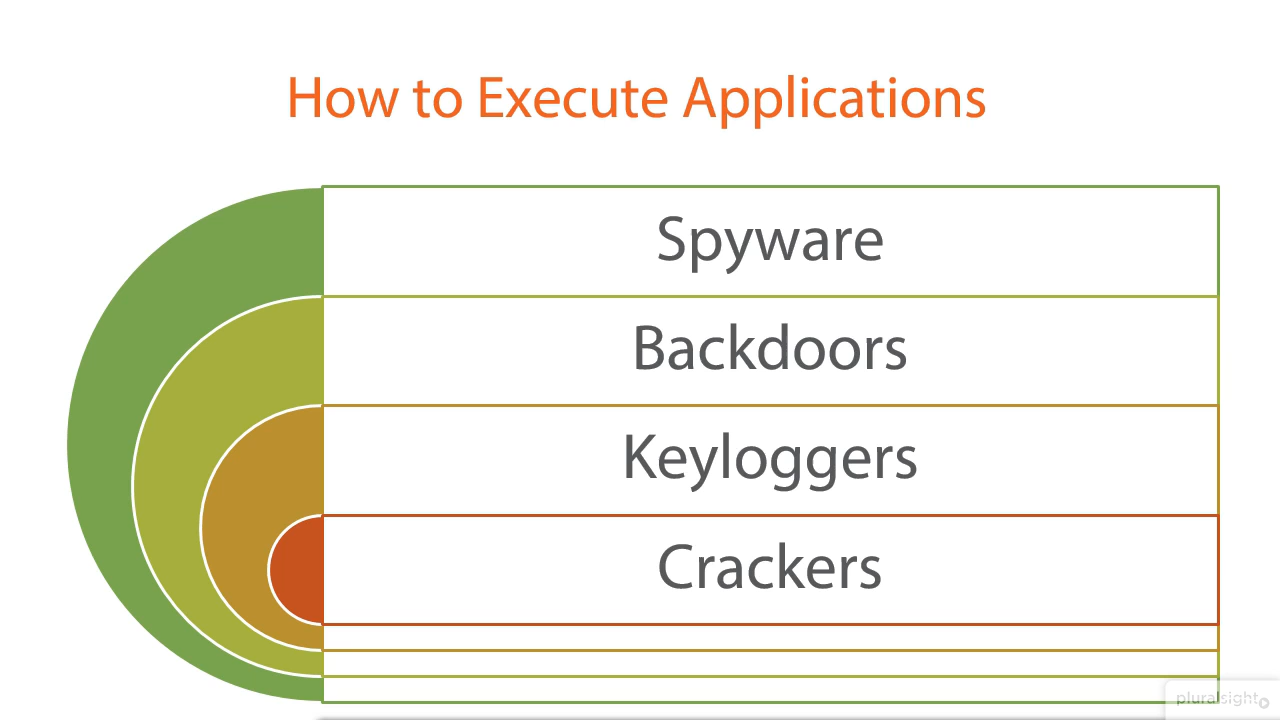 How to Execute Applications
Spyware
Backdoors
Keyloggers
Crackers
pluralsight